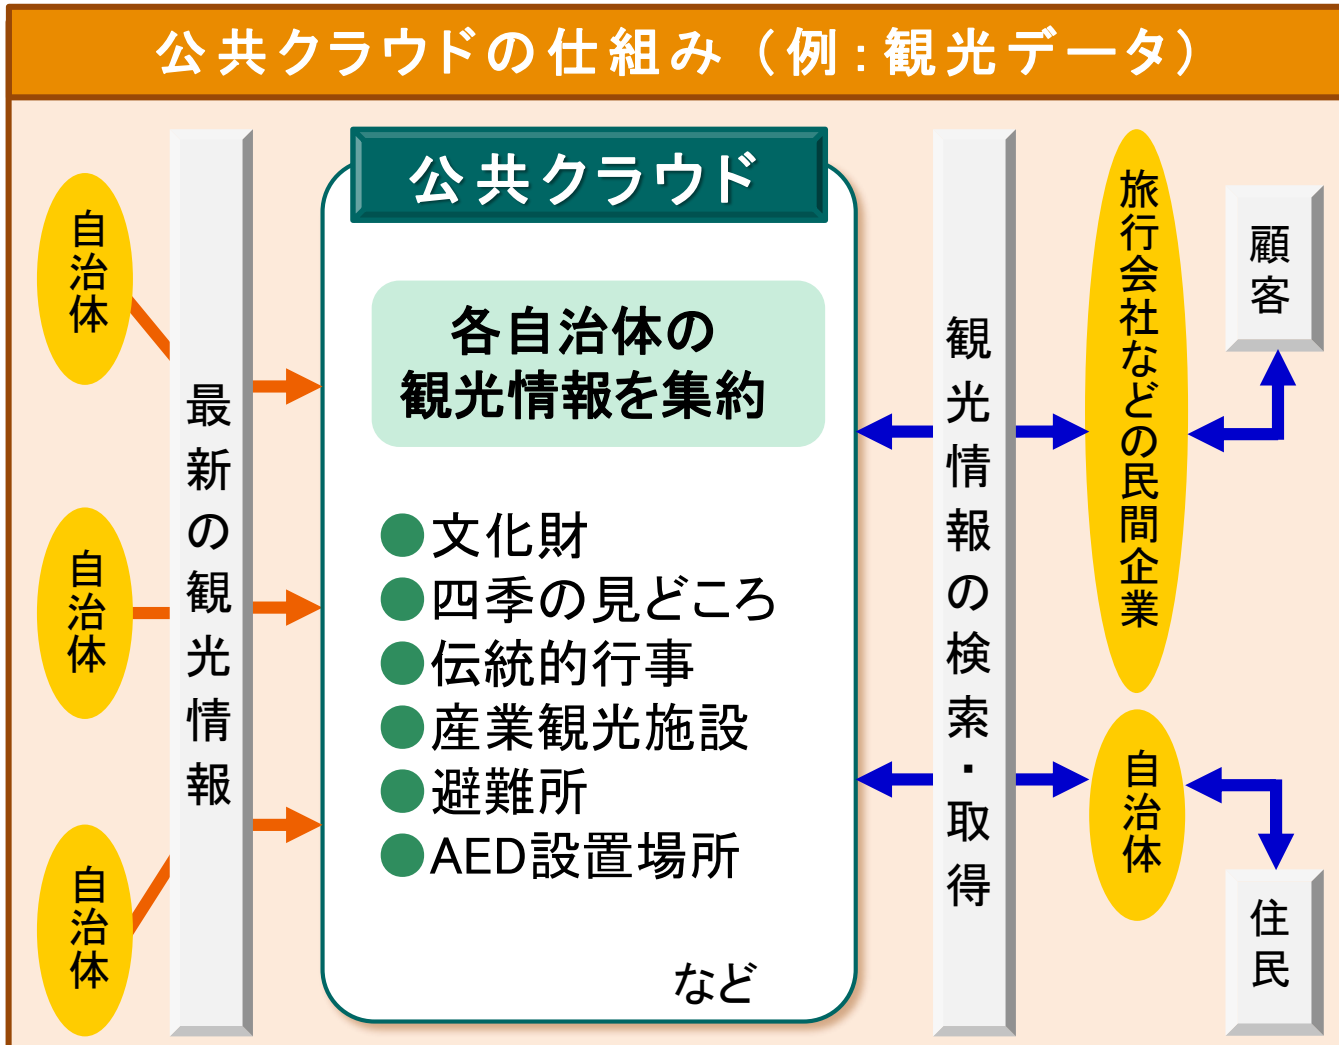 公共クラウドの仕組み（例：観光データ）
自治体
自治体
自治体
最新の観光情報
公共クラウド
各自治体の
観光情報を集約
●文化財
●四季の見どころ
●伝統的行事
●産業観光施設
●避難所
●AED設置場所
など
観光情報の検索・取得
旅行会社などの民間企業
自治体
顧客
住民